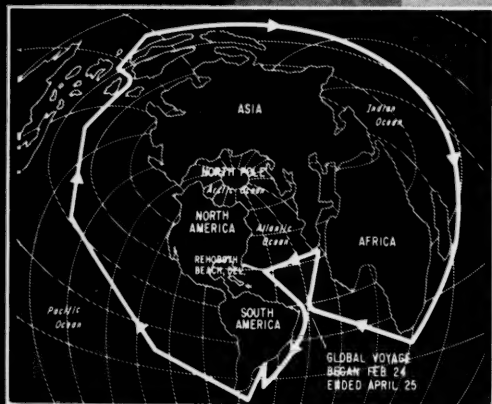 ASIA
Indian
Ocean
NORTH POLE
Arctic Ocean
NORTH
AMERICA
Atlantic
Ocean
AFRICA
REHOBOTH
BEACH, DEL.
SOUTH
AMERICA
Pacific
Ocean
GLOBAL VOYAGE
BEGAN FEB 24
ENDED APRIL 25